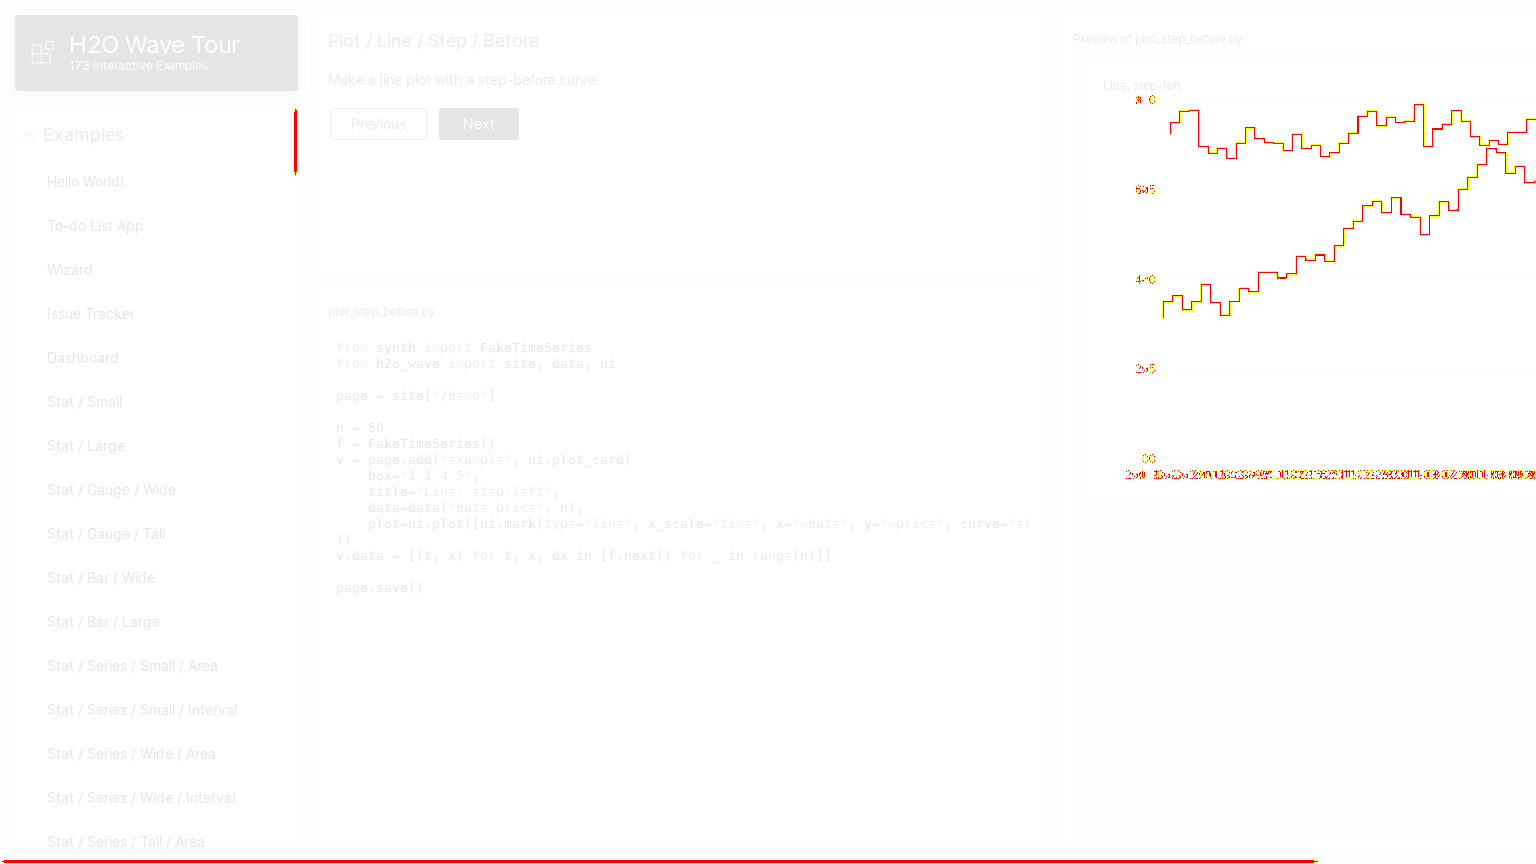 H2O Wave Tour
173 Interactive Examples
Examples
Hello World!
To-do List App
Wizard
Issue Tracker
Dashboard
Stat / Small
Stat / Large
Stat / Gauge / Wide
Stat / Gauge / Tall
Stat / Bar / Wide
Stat / Bar / Large
Stat / Series / Small / Area
Stat / Series / Small / Interval
Stat / Series / Wide / Area
Stat / Series / Wide / Interval
Stat / Series / Tall / Area
Plot / Line / Step / Before
Make a line plot with a step-before curve.
Previous
Next
plot_step_before.py
from synth import FakeTimeSeries
from h2o_wave import site, data, ui
page = site['/demo']
n = 50
f = FakeTimeSeries()
v = page.add('example', ui.plot_card(
    box='1 1 4 5',
    title='Line, step-left',
    data=data('date price', n),
    plot=ui.plot([ui.mark(type='line', x_scale='time', x='=date', y='=price', curve='st
))
v.data = [(t, x) for t, x, dx in [f.next() for _ in range(n)]]
page.save()
Preview of plot_step_before.py
Line, step-left